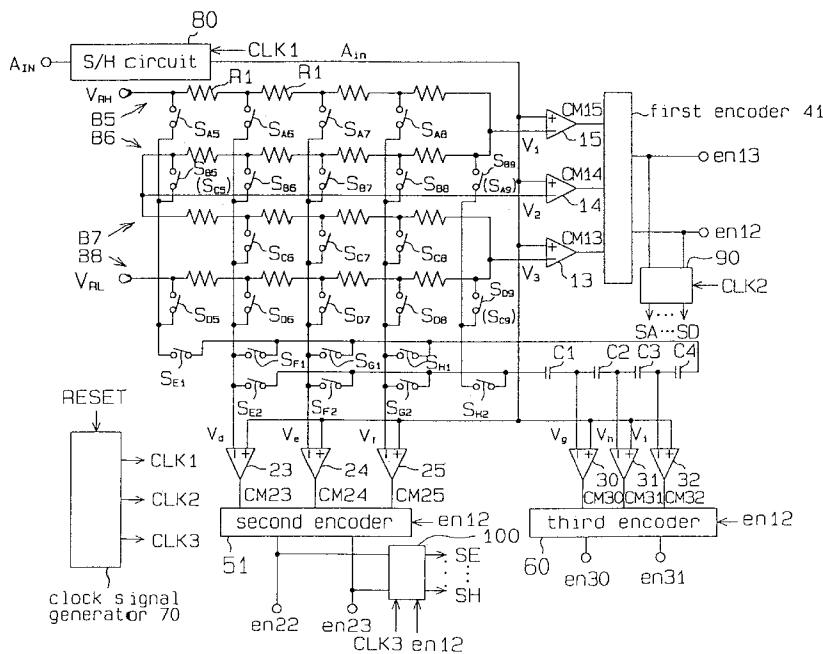 80
A_IN
S/H circuit
CLK1
A_in
V_RH
R1
R1
B5
B6
S_A5
S_A6
S_A7
S_A8
S_B9
(S_A9)
CM15
15
V_1
first encoder 41
en13
S_B5
(S_C5)
S_B6
S_B7
S_B8
CM14
14
V_2
B7
B8
S_C6
S_C7
S_C8
CM13
13
V_3
en12
90
CLK2
V_RL
S_D5
S_D6
S_D7
S_D8
S_D9
(S_C9)
SA...SD
S_E1
S_F1
S_G1
S_H1
C1
C2
C3
C4
S_E2
S_F2
S_G2
S_H2
RESET
V_d
V_e
V_f
V_g
V_h
V_i
23
24
25
30
31
32
CLK1
CLK2
CLK3
CM23
CM24
CM25
CM30
CM31
CM32
second encoder
en12
51
100
third encoder
en12
60
SE
SH
clock signal
generator 70
en22
en23
CLK3
en12
en30
en31